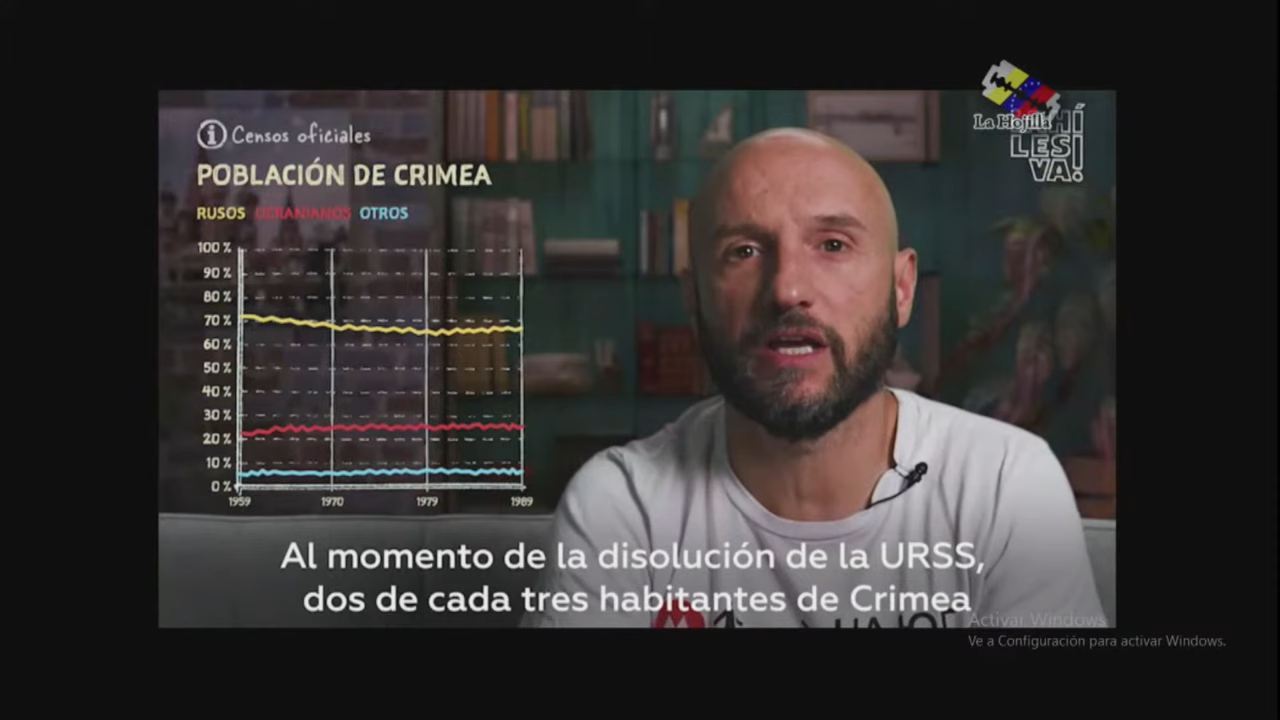 La Hojilla
¡AHÍ
LES
VA!
Censos oficiales
POBLACIÓN DE CRIMEA
RUSOS UCRANIANOS OTROS
100 %
90 %
80 %
70 %
60 %
50 %
40 %
30 %
20 %
10 %
0 %
1959 1970 1979 1989
Al momento de la disolución de la URSS,
dos de cada tres habitantes de Crimea
Activar Windows
Ve a Configuración para activar Windows.